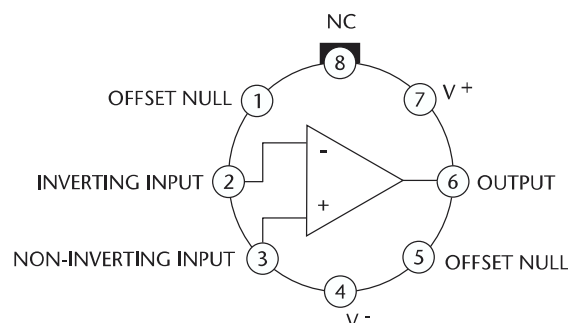 NC
8
OFFSET NULL 1
7 V+
INVERTING INPUT 2
-
6 OUTPUT
+
NON-INVERTING INPUT 3
5 OFFSET NULL
4
V-